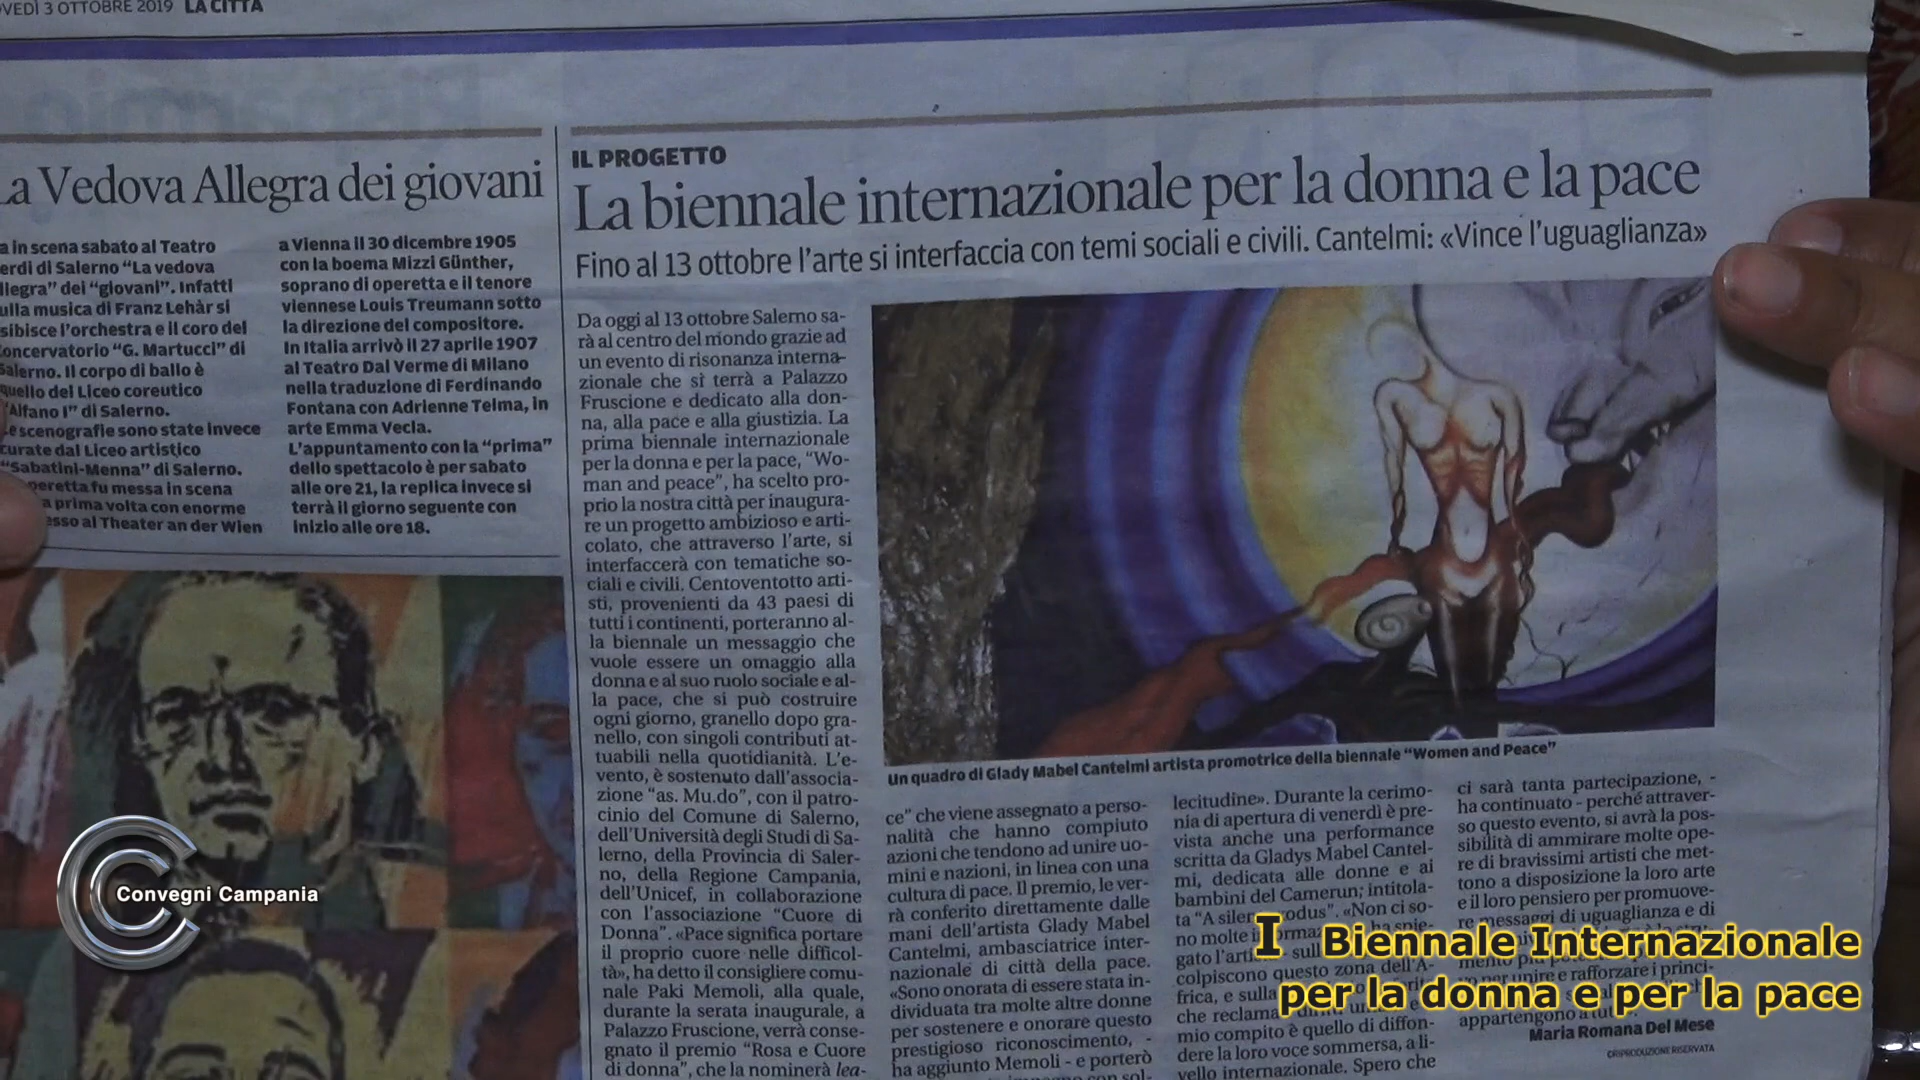 VEDÌ 3 OTTOBRE 2019 LA CITTÀ
a Vedova Allegra dei giovani
a in scena sabato al Teatro
erdi di Salerno “La vedova
llegra” dei “giovani”. Infatti
ulla musica di Franz Lehàr si
sibisce l’orchestra e il coro del
oncervatorio “G. Martucci” di
Salerno. Il corpo di ballo è
quello del Liceo coreutico
“Alfano I” di Salerno.
Le scenografie sono state invece
curate dal Liceo artistico
“Sabatini-Menna” di Salerno.
peretta fu messa in scena
a prima volta con enorme
esso al Theater an der Wien
a Vienna il 30 dicembre 1905
con la boema Mizzi Günther,
soprano di operetta e il tenore
viennese Louis Treumann sotto
la direzione del compositore.
In Italia arrivò il 27 aprile 1907
al Teatro Dal Verme di Milano
nella traduzione di Ferdinando
Fontana con Adrienne Telma, in
arte Emma Vecla.
L’appuntamento con la “prima”
dello spettacolo è per sabato
alle ore 21, la replica invece si
terrà il giorno seguente con
inizio alle ore 18.
IL PROGETTO
La biennale internazionale per la donna e la pace
Fino al 13 ottobre l’arte si interfaccia con temi sociali e civili. Cantelmi: «Vince l’uguaglianza»
Da oggi al 13 ottobre Salerno sa-
rà al centro del mondo grazie ad
un evento di risonanza interna-
zionale che si terrà a Palazzo
Fruscione e dedicato alla don-
na, alla pace e alla giustizia. La
prima biennale internazionale
per la donna e per la pace, “Wo-
man and peace”, ha scelto pro-
prio la nostra città per inaugura-
re un progetto ambizioso e arti-
colato, che attraverso l’arte, si
interfaccerà con tematiche so-
ciali e civili. Centoventotto arti-
sti, provenienti da 43 paesi di
tutti i continenti, porteranno al-
la biennale un messaggio che
vuole essere un omaggio alla
donna e al suo ruolo sociale e al-
la pace, che si può costruire
ogni giorno, granello dopo gra-
nello, con singoli contributi at-
tuabili nella quotidianità. L’e-
vento, è sostenuto dall’associa-
zione “as. Mu.do”, con il patro-
cinio del Comune di Salerno,
dell’Università degli Studi di Sa-
lerno, della Provincia di Saler-
no, della Regione Campania,
dell’Unicef, in collaborazione
con l’associazione “Cuore di
Donna”. «Pace significa portare
il proprio cuore nelle difficol-
tà», ha detto il consigliere comu-
nale Paki Memoli, alla quale,
durante la serata inaugurale, a
Palazzo Fruscione, verrà conse-
gnato il premio “Rosa e Cuore
di donna”, che la nominerà lea-
Un quadro di Glady Mabel Cantelmi artista promotrice della biennale “Women and Peace”
ce” che viene assegnato a perso-
nalità che hanno compiuto
azioni che tendono ad unire uo-
mini e nazioni, in linea con una
cultura di pace. Il premio, le ver-
rà conferito direttamente dalle
mani dell’artista Glady Mabel
Cantelmi, ambasciatrice inter-
nazionale di città della pace.
«Sono onorata di essere stata in-
dividuata tra molte altre donne
per sostenere e onorare questo
prestigioso riconoscimento, -
ha aggiunto Memoli - e porterò
lecitudine». Durante la cerimo-
nia di apertura di venerdì è pre-
vista anche una performance
scritta da Gladys Mabel Cantel-
mi, dedicata alle donne e ai
bambini del Camerun; intitola-
ta “A silent odus”. «Non ci so-
no molte
gato l’arti sul
colpiscono questo zona dell’A-
frica, e sulla
che reclama
mio compito è quello di diffon-
dere la loro voce sommersa, a li-
vello internazionale. Spero che
ci sarà tanta partecipazione, -
ha continuato - perché attraver-
so questo evento, si avrà la pos-
sibilità di ammirare molte ope-
re di bravissimi artisti che met-
tono a disposizione la loro arte
e il loro pensiero per promuove-
re messaggi di uguaglianza e di
per unire e rafforzare i princi-
appartengono a tutti
Maria Romana Del Mese
©RIPRODUZIONE RISERVATA
Convegni Campania
I Biennale Internazionale
per la donna e per la pace